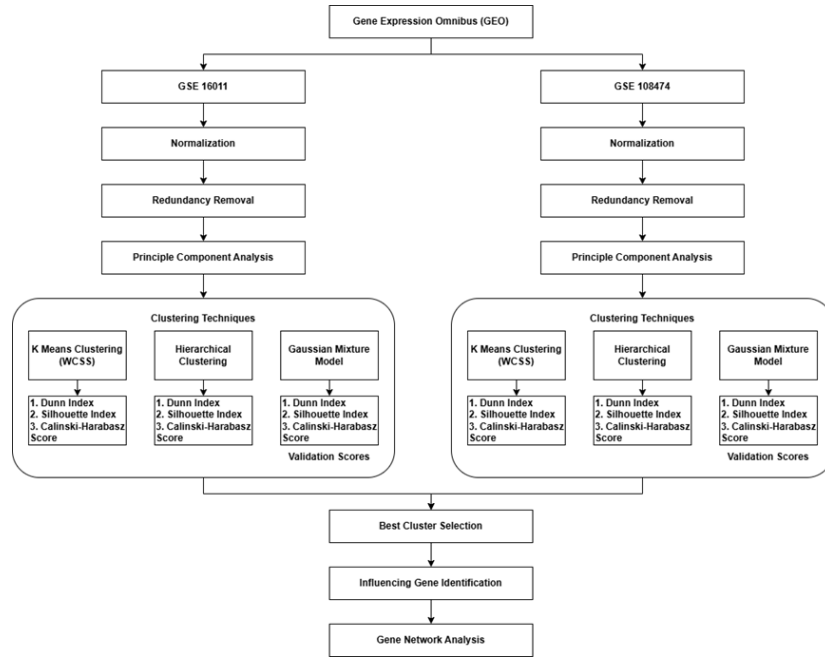 Gene Expression Omnibus (GEO)
GSE 16011
GSE 108474
Normalization
Normalization
Redundancy Removal
Redundancy Removal
Principle Component Analysis
Principle Component Analysis
Clustering Techniques
K Means Clustering
(WCSS)
Hierarchical
Clustering
Gaussian Mixture
Model
1. Dunn Index
2. Silhouette Index
3. Calinski-Harabasz
Score
1. Dunn Index
2. Silhouette Index
3. Calinski-Harabasz
Score
1. Dunn Index
2. Silhouette Index
3. Calinski-Harabasz
Score
Validation Scores
Clustering Techniques
K Means Clustering
(WCSS)
Hierarchical
Clustering
Gaussian Mixture
Model
1. Dunn Index
2. Silhouette Index
3. Calinski-Harabasz
Score
1. Dunn Index
2. Silhouette Index
3. Calinski-Harabasz
Score
1. Dunn Index
2. Silhouette Index
3. Calinski-Harabasz
Score
Validation Scores
Best Cluster Selection
Influencing Gene Identification
Gene Network Analysis